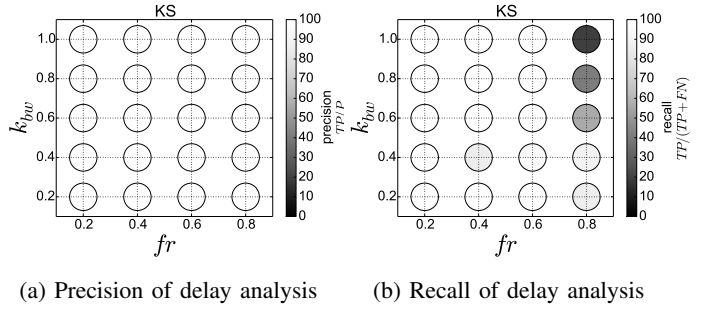 KS
1.0
0.8
0.6
0.4
0.2
k_bw
0.2 0.4 0.6 0.8
fr
100
90
80
70
60
50
40
30
20
10
0
precision
TP/P
(a) Precision of delay analysis
KS
1.0
0.8
0.6
0.4
0.2
k_bw
0.2 0.4 0.6 0.8
fr
100
90
80
70
60
50
40
30
20
10
0
recall
TP/(TP+FN)
(b) Recall of delay analysis